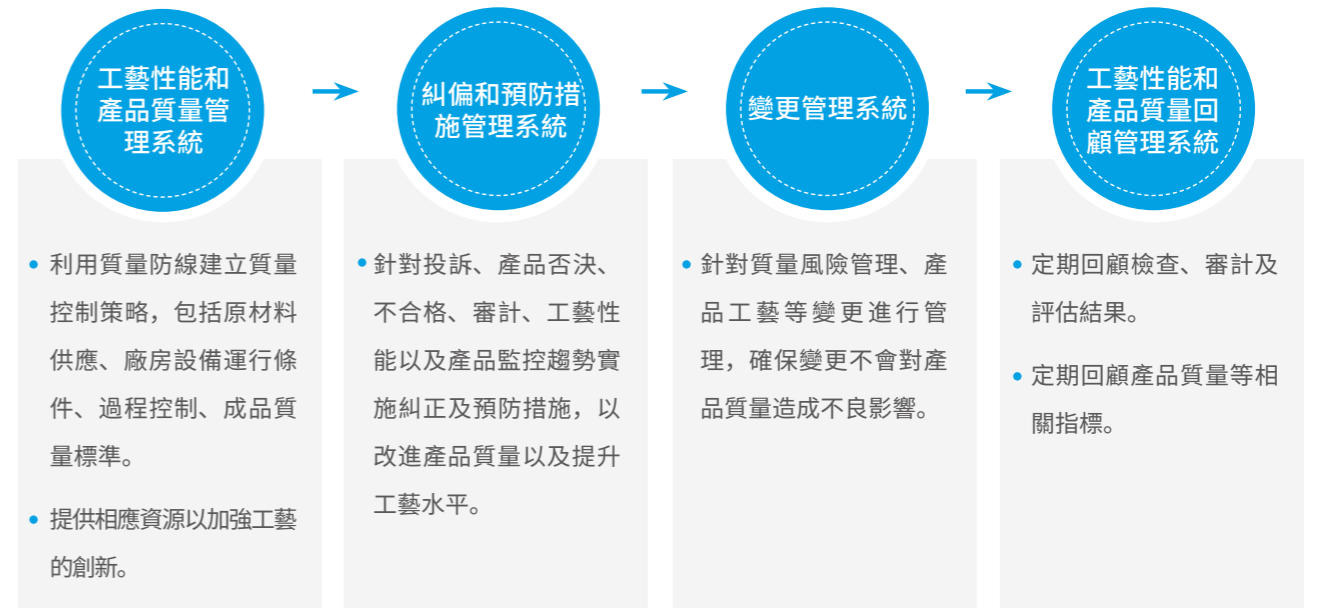 工藝性能和
產品質量管
理系統
利用質量防線建立質量
控制策略，包括原材料
供應、廠房設備運行條
件、過程控制、成品質
量標準。
提供相應資源以加強工藝
的創新。
糾偏和預防措
施管理系統
針對投訴、產品否決、
不合格、審計、工藝性
能以及產品監控趨勢實
施糾正及預防措施，以
改進產品質量以及提升
工藝水平。
變更管理系統
針對質量風險管理、產
品工藝等變更進行管
理，確保變更不會對產
品質量造成不良影響。
工藝性能和
產品質量回
顧管理系統
定期回顧檢查、審計及
評估結果。
定期回顧產品質量等相
關指標。